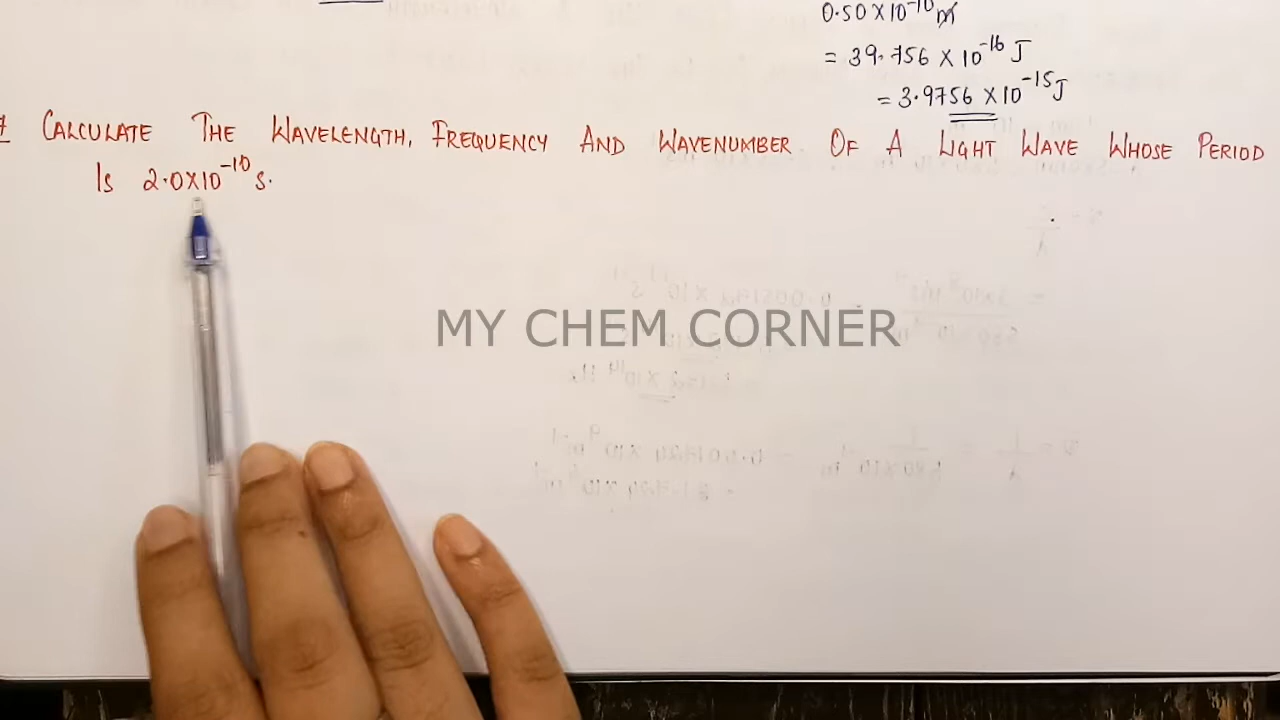 0.50 X 10⁻¹⁰ m
= 39.756 X 10⁻¹⁶ J
= 3.9756 X 10⁻¹⁵ J
7 CALCULATE THE WAVELENGTH, FREQUENCY AND WAVENUMBER OF A LIGHT WAVE WHOSE PERIOD
IS 2.0X10⁻¹⁰ s.
MY CHEM CORNER